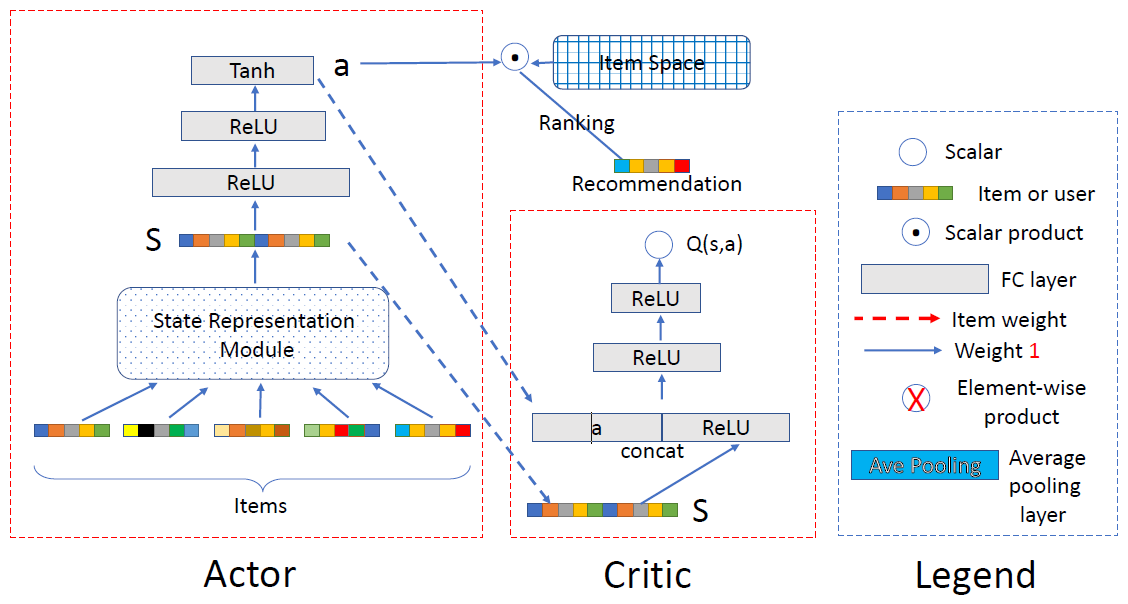 Tanh
a
Item Space
ReLU
Ranking
ReLU
Recommendation
S
Q(s,a)
State Representation
Module
ReLU
ReLU
a
ReLU
concat
Items
S
Scalar
Item or user
Scalar product
FC layer
Item weight
Weight 1
X
Element-wise
product
Ave Pooling
Average
pooling
layer
Actor
Critic
Legend